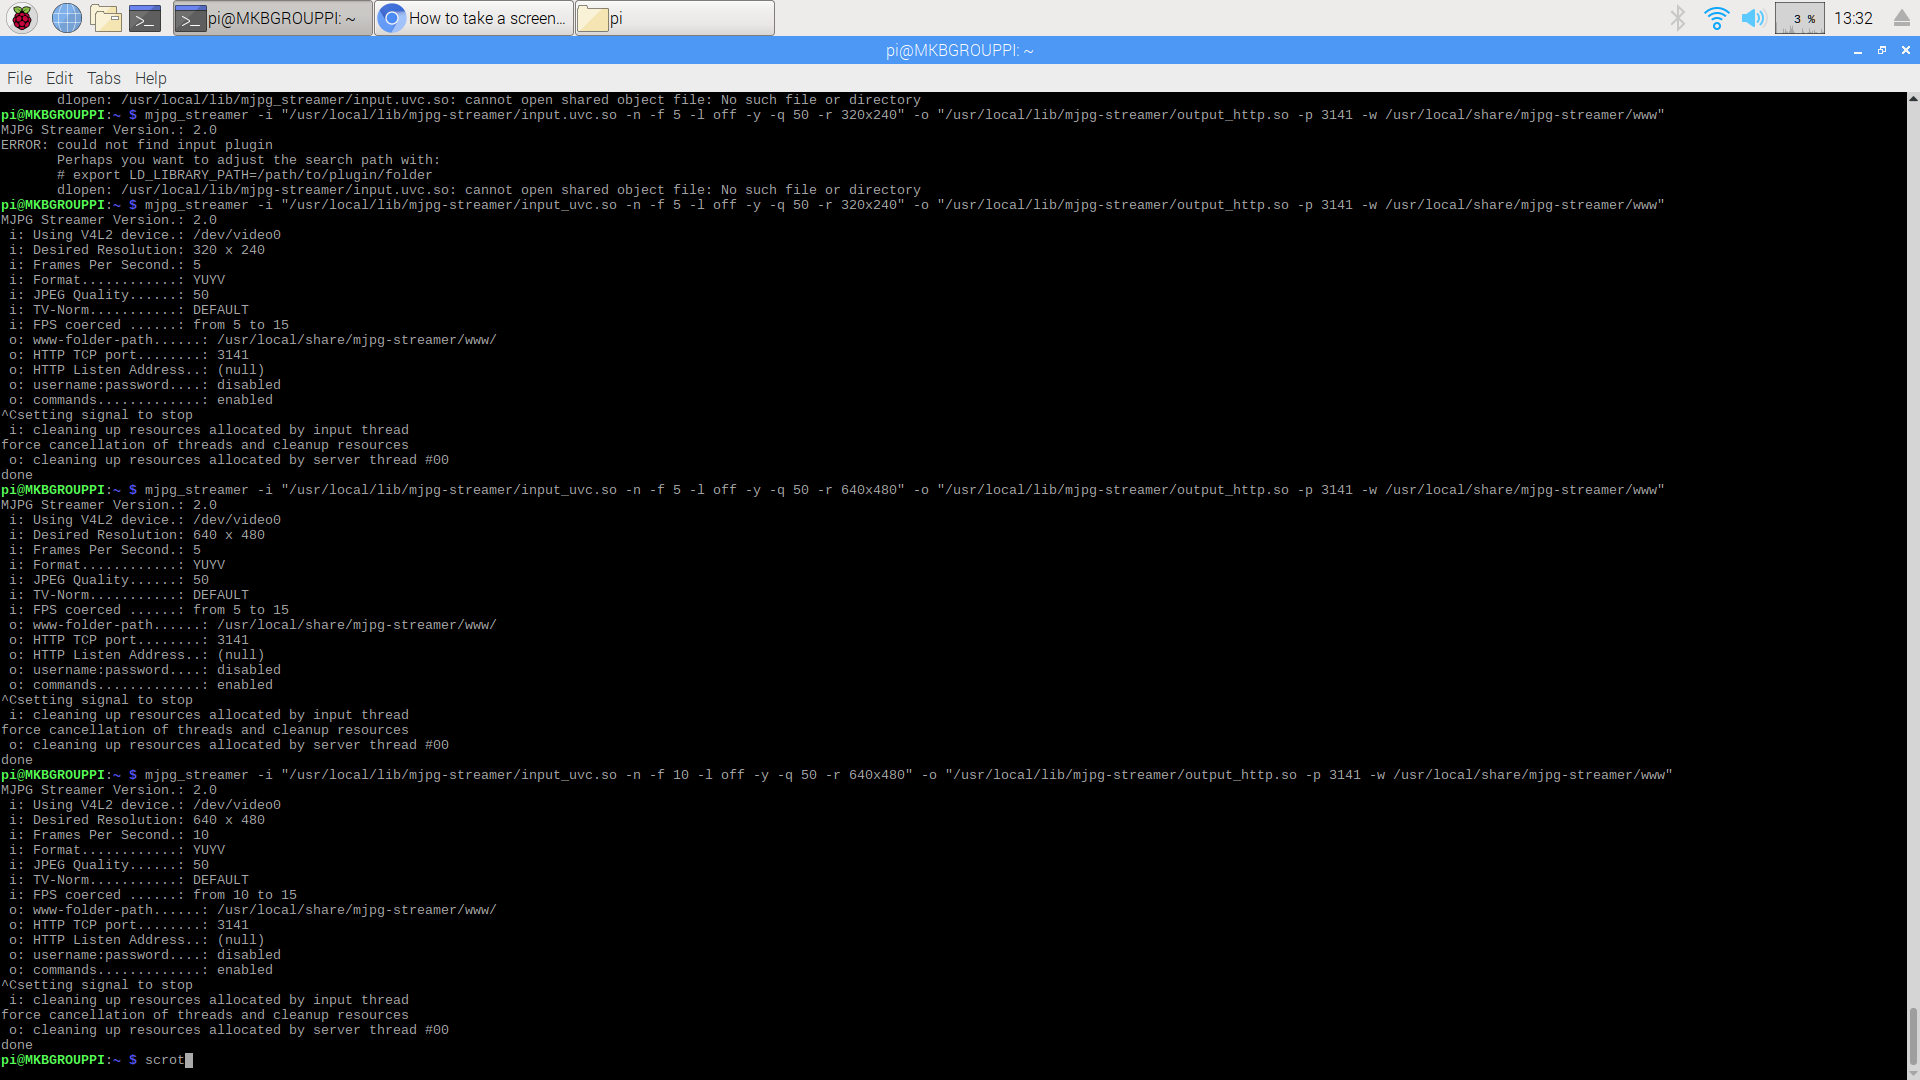 pi@MKBGROUPPI: ~
How to take a screen...
pi
3 %
13:32
pi@MKBGROUPPI: ~
File Edit Tabs Help
dlopen: /usr/local/lib/mjpg_streamer/input.uvc.so: cannot open shared object file: No such file or directory
pi@MKBGROUPPI:~ $ mjpg_streamer -i "/usr/local/lib/mjpg-streamer/input.uvc.so -n -f 5 -l off -y -q 50 -r 320x240" -o "/usr/local/lib/mjpg-streamer/output_http.so -p 3141 -w /usr/local/share/mjpg-streamer/www"
MJPG Streamer Version.: 2.0
ERROR: could not find input plugin
Perhaps you want to adjust the search path with:
# export LD_LIBRARY_PATH=/path/to/plugin/folder
dlopen: /usr/local/lib/mjpg-streamer/input.uvc.so: cannot open shared object file: No such file or directory
pi@MKBGROUPPI:~ $ mjpg_streamer -i "/usr/local/lib/mjpg-streamer/input_uvc.so -n -f 5 -l off -y -q 50 -r 320x240" -o "/usr/local/lib/mjpg-streamer/output_http.so -p 3141 -w /usr/local/share/mjpg-streamer/www"
MJPG Streamer Version.: 2.0
i: Using V4L2 device.: /dev/video0
i: Desired Resolution: 320 x 240
i: Frames Per Second.: 5
i: Format............: YUYV
i: JPEG Quality......: 50
i: TV-Norm...........: DEFAULT
i: FPS coerced ......: from 5 to 15
o: www-folder-path......: /usr/local/share/mjpg-streamer/www/
o: HTTP TCP port........: 3141
o: HTTP Listen Address..: (null)
o: username:password....: disabled
o: commands.............: enabled
^Csetting signal to stop
i: cleaning up resources allocated by input thread
force cancellation of threads and cleanup resources
o: cleaning up resources allocated by server thread #00
done
pi@MKBGROUPPI:~ $ mjpg_streamer -i "/usr/local/lib/mjpg-streamer/input_uvc.so -n -f 5 -l off -y -q 50 -r 640x480" -o "/usr/local/lib/mjpg-streamer/output_http.so -p 3141 -w /usr/local/share/mjpg-streamer/www"
MJPG Streamer Version.: 2.0
i: Using V4L2 device.: /dev/video0
i: Desired Resolution: 640 x 480
i: Frames Per Second.: 5
i: Format............: YUYV
i: JPEG Quality......: 50
i: TV-Norm...........: DEFAULT
i: FPS coerced ......: from 5 to 15
o: www-folder-path......: /usr/local/share/mjpg-streamer/www/
o: HTTP TCP port........: 3141
o: HTTP Listen Address..: (null)
o: username:password....: disabled
o: commands.............: enabled
^Csetting signal to stop
i: cleaning up resources allocated by input thread
force cancellation of threads and cleanup resources
o: cleaning up resources allocated by server thread #00
done
pi@MKBGROUPPI:~ $ mjpg_streamer -i "/usr/local/lib/mjpg-streamer/input_uvc.so -n -f 10 -l off -y -q 50 -r 640x480" -o "/usr/local/lib/mjpg-streamer/output_http.so -p 3141 -w /usr/local/share/mjpg-streamer/www"
MJPG Streamer Version.: 2.0
i: Using V4L2 device.: /dev/video0
i: Desired Resolution: 640 x 480
i: Frames Per Second.: 10
i: Format............: YUYV
i: JPEG Quality......: 50
i: TV-Norm...........: DEFAULT
i: FPS coerced ......: from 10 to 15
o: www-folder-path......: /usr/local/share/mjpg-streamer/www/
o: HTTP TCP port........: 3141
o: HTTP Listen Address..: (null)
o: username:password....: disabled
o: commands.............: enabled
^Csetting signal to stop
i: cleaning up resources allocated by input thread
force cancellation of threads and cleanup resources
o: cleaning up resources allocated by server thread #00
done
pi@MKBGROUPPI:~ $ scrot